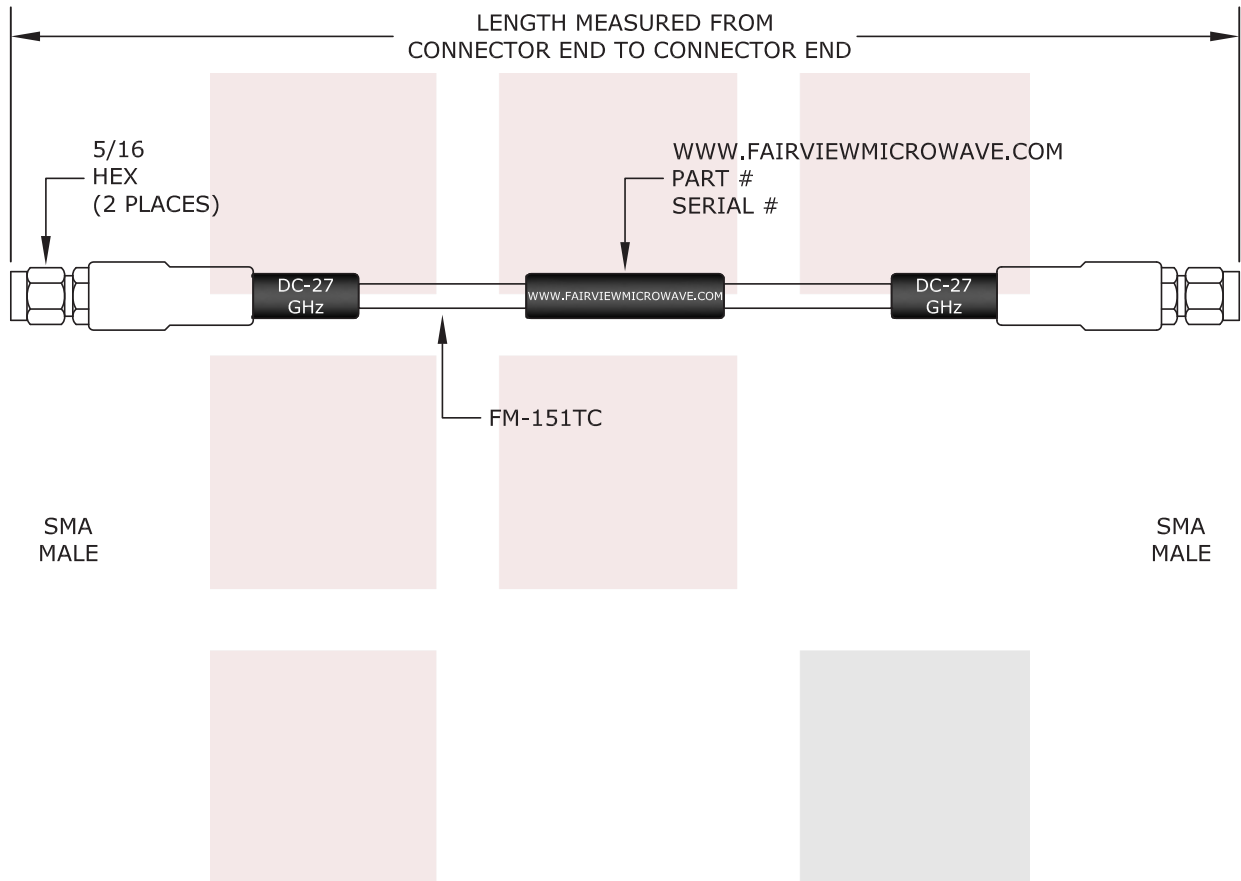 LENGTH MEASURED FROM
CONNECTOR END TO CONNECTOR END
5/16
HEX
(2 PLACES)
WWW.FAIRVIEWMICROWAVE.COM
PART #
SERIAL #
DC-27
GHz
WWW.FAIRVIEWMICROWAVE.COM
DC-27
GHz
FM-151TC
SMA
MALE
SMA
MALE